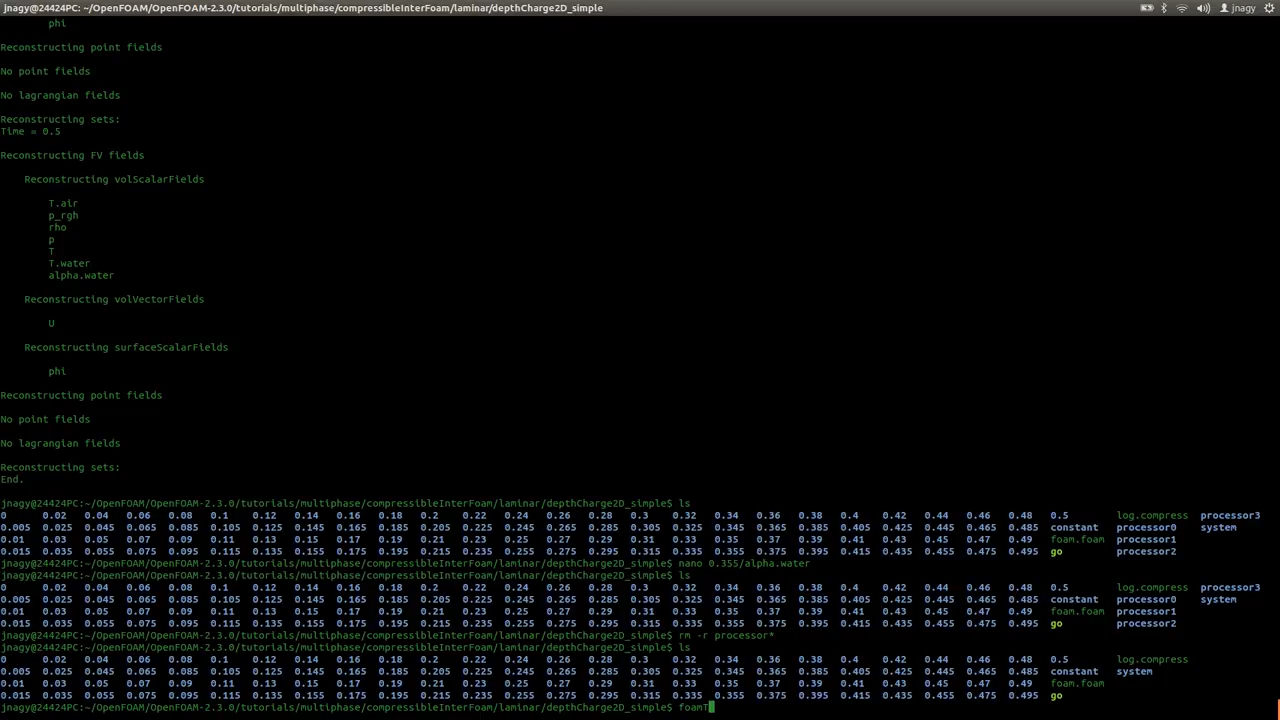 jnagy@24424PC: ~/OpenFOAM/OpenFOAM-2.3.0/tutorials/multiphase/compressibleInterFoam/laminar/depthCharge2D_simple jnagy
phi
Reconstructing point fields
No point fields
No lagrangian fields
Reconstructing sets:
Time = 0.5
Reconstructing FV fields
Reconstructing volScalarFields
T.air
p_rgh
rho
p
T
T.water
alpha.water
Reconstructing volVectorFields
U
Reconstructing surfaceScalarFields
phi
Reconstructing point fields
No point fields
No lagrangian fields
Reconstructing sets:
End.
jnagy@24424PC:~/OpenFOAM/OpenFOAM-2.3.0/tutorials/multiphase/compressibleInterFoam/laminar/depthCharge2D_simple$ ls
0 0.02 0.04 0.06 0.08 0.1 0.12 0.14 0.16 0.18 0.2 0.22 0.24 0.26 0.28 0.3 0.32 0.34 0.36 0.38 0.4 0.42 0.44 0.46 0.48 0.5 log.compress processor3
0.005 0.025 0.045 0.065 0.085 0.105 0.125 0.145 0.165 0.185 0.205 0.225 0.245 0.265 0.285 0.305 0.325 0.345 0.365 0.385 0.405 0.425 0.445 0.465 0.485 constant processor0 system
0.01 0.03 0.05 0.07 0.09 0.11 0.13 0.15 0.17 0.19 0.21 0.23 0.25 0.27 0.29 0.31 0.33 0.35 0.37 0.39 0.41 0.43 0.45 0.47 0.49 foam.foam processor1
0.015 0.035 0.055 0.075 0.095 0.115 0.135 0.155 0.175 0.195 0.215 0.235 0.255 0.275 0.295 0.315 0.335 0.355 0.375 0.395 0.415 0.435 0.455 0.475 0.495 go processor2
jnagy@24424PC:~/OpenFOAM/OpenFOAM-2.3.0/tutorials/multiphase/compressibleInterFoam/laminar/depthCharge2D_simple$ nano 0.355/alpha.water
jnagy@24424PC:~/OpenFOAM/OpenFOAM-2.3.0/tutorials/multiphase/compressibleInterFoam/laminar/depthCharge2D_simple$ ls
0 0.02 0.04 0.06 0.08 0.1 0.12 0.14 0.16 0.18 0.2 0.22 0.24 0.26 0.28 0.3 0.32 0.34 0.36 0.38 0.4 0.42 0.44 0.46 0.48 0.5 log.compress processor3
0.005 0.025 0.045 0.065 0.085 0.105 0.125 0.145 0.165 0.185 0.205 0.225 0.245 0.265 0.285 0.305 0.325 0.345 0.365 0.385 0.405 0.425 0.445 0.465 0.485 constant processor0 system
0.01 0.03 0.05 0.07 0.09 0.11 0.13 0.15 0.17 0.19 0.21 0.23 0.25 0.27 0.29 0.31 0.33 0.35 0.37 0.39 0.41 0.43 0.45 0.47 0.49 foam.foam processor1
0.015 0.035 0.055 0.075 0.095 0.115 0.135 0.155 0.175 0.195 0.215 0.235 0.255 0.275 0.295 0.315 0.335 0.355 0.375 0.395 0.415 0.435 0.455 0.475 0.495 go processor2
jnagy@24424PC:~/OpenFOAM/OpenFOAM-2.3.0/tutorials/multiphase/compressibleInterFoam/laminar/depthCharge2D_simple$ rm -r processor*
jnagy@24424PC:~/OpenFOAM/OpenFOAM-2.3.0/tutorials/multiphase/compressibleInterFoam/laminar/depthCharge2D_simple$ ls
0 0.02 0.04 0.06 0.08 0.1 0.12 0.14 0.16 0.18 0.2 0.22 0.24 0.26 0.28 0.3 0.32 0.34 0.36 0.38 0.4 0.42 0.44 0.46 0.48 0.5 log.compress
0.005 0.025 0.045 0.065 0.085 0.105 0.125 0.145 0.165 0.185 0.205 0.225 0.245 0.265 0.285 0.305 0.325 0.345 0.365 0.385 0.405 0.425 0.445 0.465 0.485 constant system
0.01 0.03 0.05 0.07 0.09 0.11 0.13 0.15 0.17 0.19 0.21 0.23 0.25 0.27 0.29 0.31 0.33 0.35 0.37 0.39 0.41 0.43 0.45 0.47 0.49 foam.foam
0.015 0.035 0.055 0.075 0.095 0.115 0.135 0.155 0.175 0.195 0.215 0.235 0.255 0.275 0.295 0.315 0.335 0.355 0.375 0.395 0.415 0.435 0.455 0.475 0.495 go
jnagy@24424PC:~/OpenFOAM/OpenFOAM-2.3.0/tutorials/multiphase/compressibleInterFoam/laminar/depthCharge2D_simple$ foamT